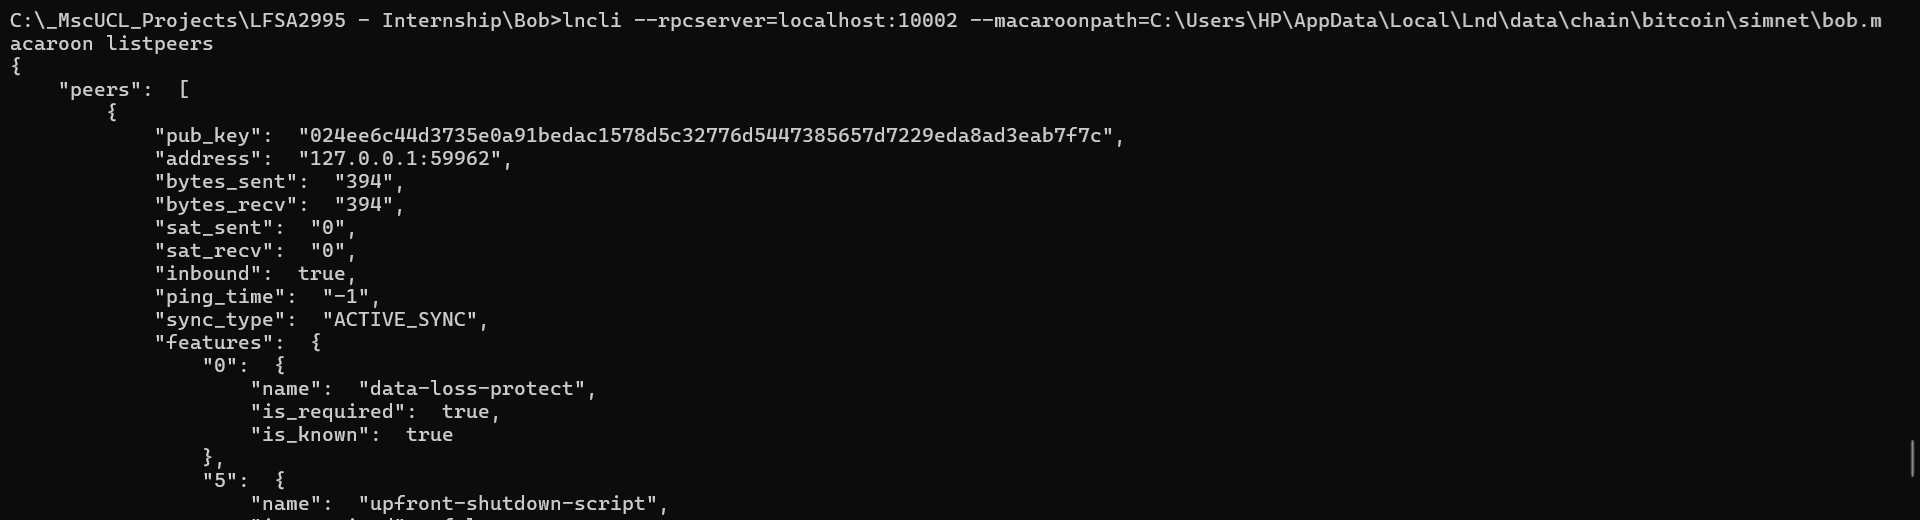 C:\_MscUCL_Projects\LFSA2995 - Internship\Bob>lncli --rpcserver=localhost:10002 --macaroonpath=C:\Users\HP\AppData\Local\Lnd\data\chain\bitcoin\simnet\bob.m
acaroon listpeers
{
    "peers":  [
        {
            "pub_key":  "024ee6c44d3735e0a91bedac1578d5c32776d5447385657d7229eda8ad3eab7f7c",
            "address":  "127.0.0.1:59962",
            "bytes_sent":  "394",
            "bytes_recv":  "394",
            "sat_sent":  "0",
            "sat_recv":  "0",
            "inbound":  true,
            "ping_time":  "-1",
            "sync_type":  "ACTIVE_SYNC",
            "features":  {
                "0":  {
                    "name":  "data-loss-protect",
                    "is_required":  true,
                    "is_known":  true
                },
                "5":  {
                    "name":  "upfront-shutdown-script",